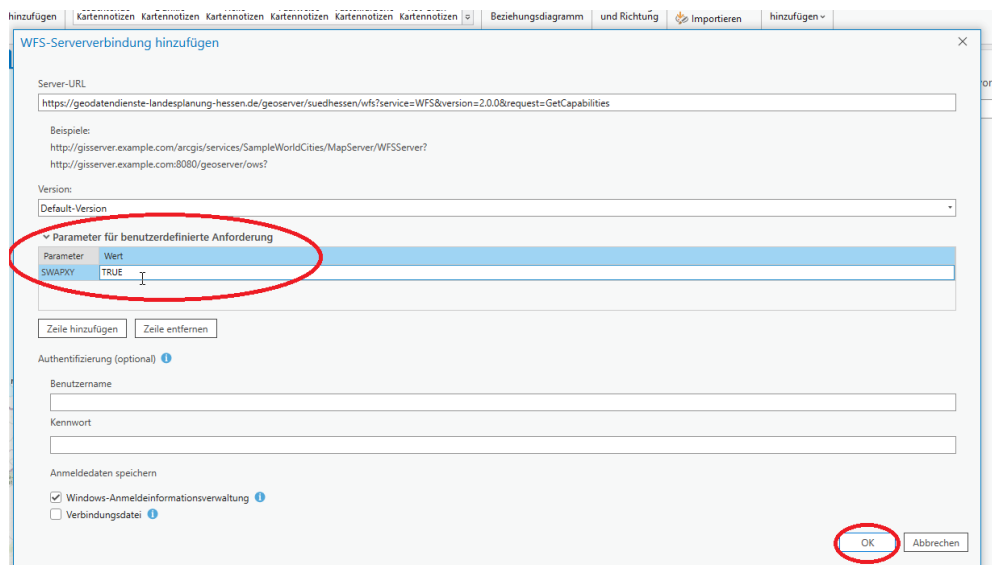 hinzufügen Kartennotizen Kartennotizen Kartennotizen Kartennotizen Kartennotizen Kartennotizen Beziehungsdiagramm und Richtung Importieren hinzufügen
WFS-Serververbindung hinzufügen
Server-URL
https://geodatendienste-landesplanung-hessen.de/geoserver/suedhessen/wfs?service=WFS&version=2.0.0&request=GetCapabilities
Beispiele:
http://gisserver.example.com/arcgis/services/SampleWorldCities/MapServer/WFSServer?
http://gisserver.example.com:8080/geoserver/ows?
Version:
Default-Version
Parameter für benutzerdefinierte Anforderung
Parameter Wert
SWAPXY TRUE
Zeile hinzufügen Zeile entfernen
Authentifizierung (optional)
Benutzername
Kennwort
Anmeldedaten speichern
Windows-Anmeldeinformationsverwaltung
Verbindungsdatei
OK Abbrechen